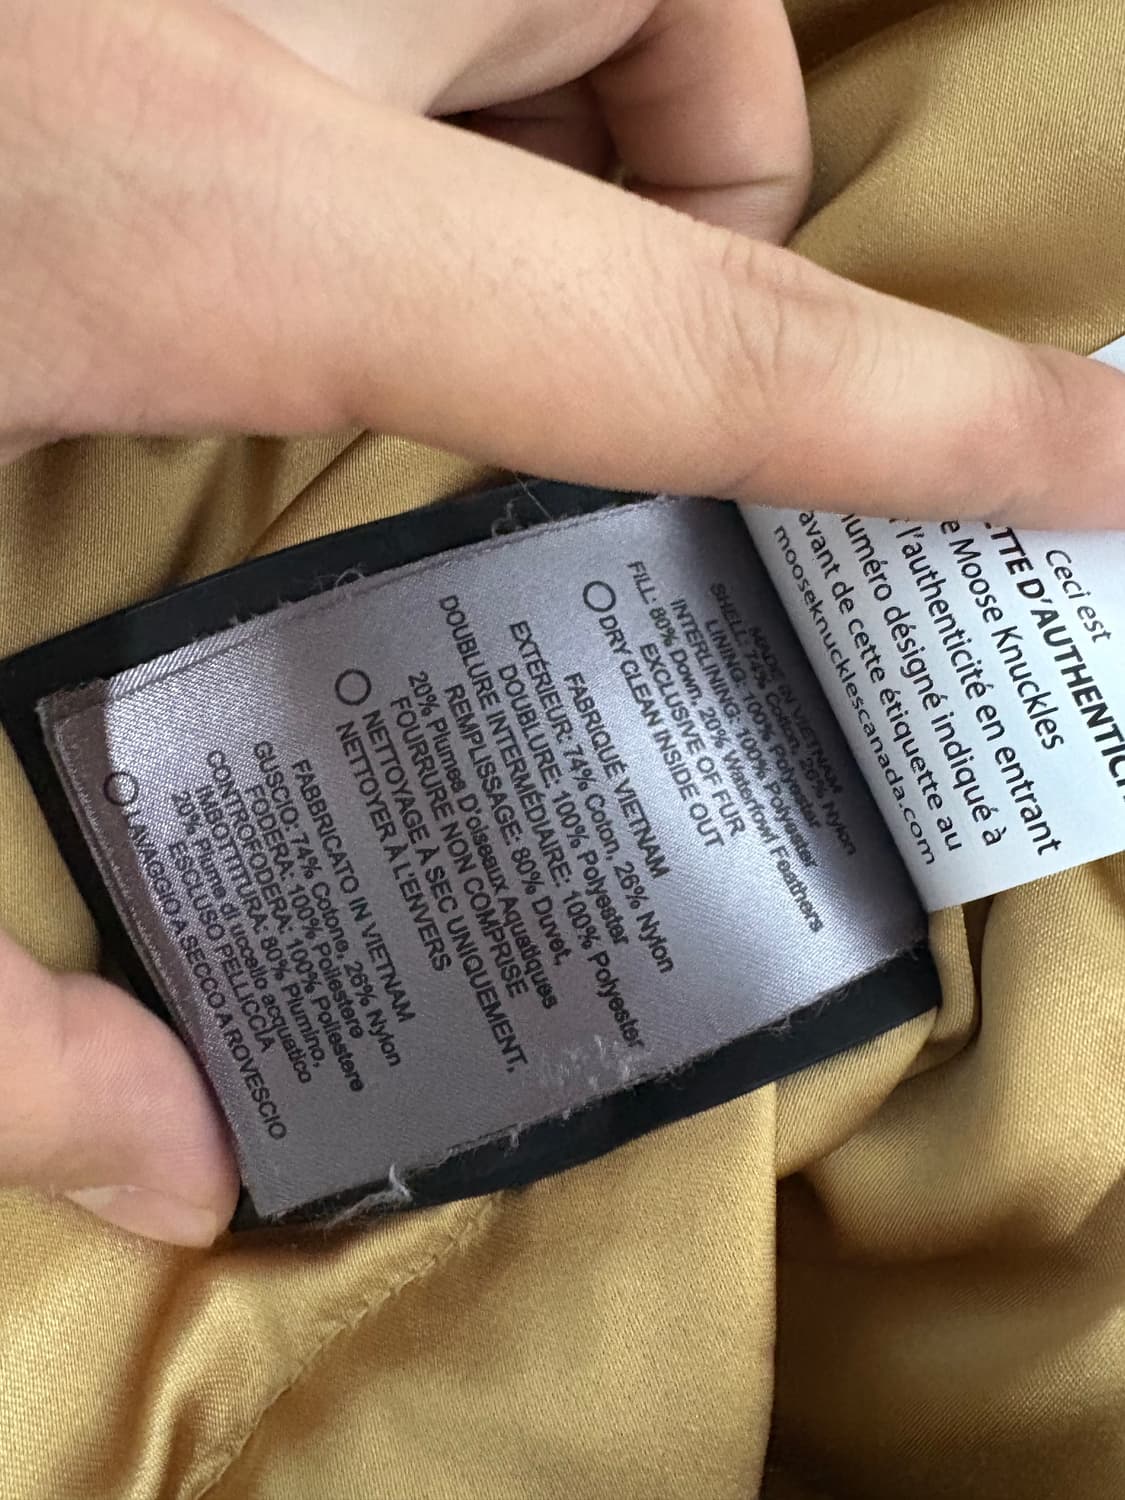 MADE IN VIETNAM
SHELL: 74% Cotton, 26% Nylon
LINING: 100% Polyester
INTERLINING: 100% Polyester
FILL: 80% Down, 20% Waterfowl Feathers
EXCLUSIVE OF FUR
DRY CLEAN INSIDE OUT
FABRIQUÉ VIETNAM
EXTÉRIEUR: 74% Coton, 26% Nylon
DOUBLURE: 100% Polyester
DOUBLURE INTERMÉDIAIRE: 100% Polyester
REMPLISSAGE: 80% Duvet,
20% Plumes D'oiseaux Aquatiques
FOURRURE NON COMPRISE
NETTOYAGE À SEC UNIQUEMENT,
NETTOYER À L'ENVERS
FABBRICATO IN VIETNAM
GUSCIO: 74% Cotone, 26% Nylon
FODERA: 100% Poliestere
CONTROFODERA: 100% Poliestere
IMBOTTITURA: 80% Piumino,
20% Piume di uccello acquatico
ESCLUSO PELLICCIA
LAVAGGIO A SECCO A ROVESCIO
Ceci est
TTE D'AUTHENTIC
e Moose Knuckles
l'authenticité en entrant
uméro désigné indiqué à
avant de cette étiquette au
mooseknucklescanada.com